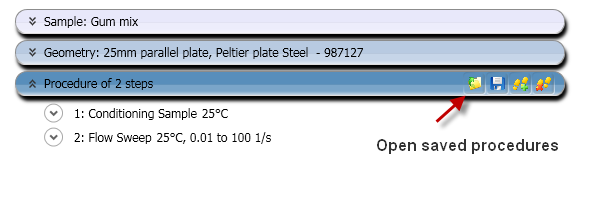 Sample: Gum mix
Geometry: 25mm parallel plate, Peltier plate Steel  - 987127
Procedure of 2 steps
1: Conditioning Sample 25°C
2: Flow Sweep 25°C, 0.01 to 100 1/s
Open saved procedures